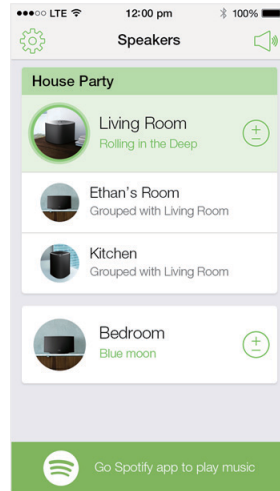 LTE 12:00 pm 100%
Speakers
House Party
Living Room
Rolling in the Deep
Ethan's Room
Grouped with Living Room
Kitchen
Grouped with Living Room
Bedroom
Blue moon
Go Spotify app to play music